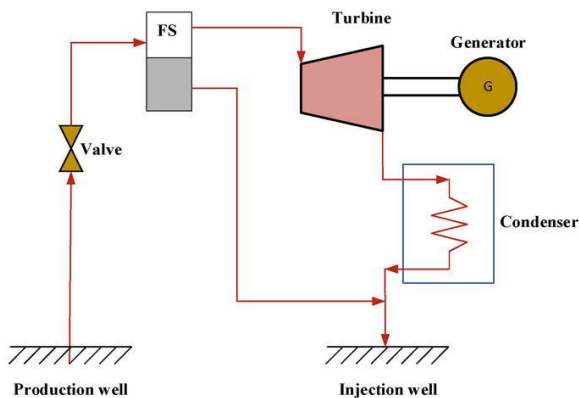 FS
Turbine
Generator
G
Valve
Condenser
Production well
Injection well